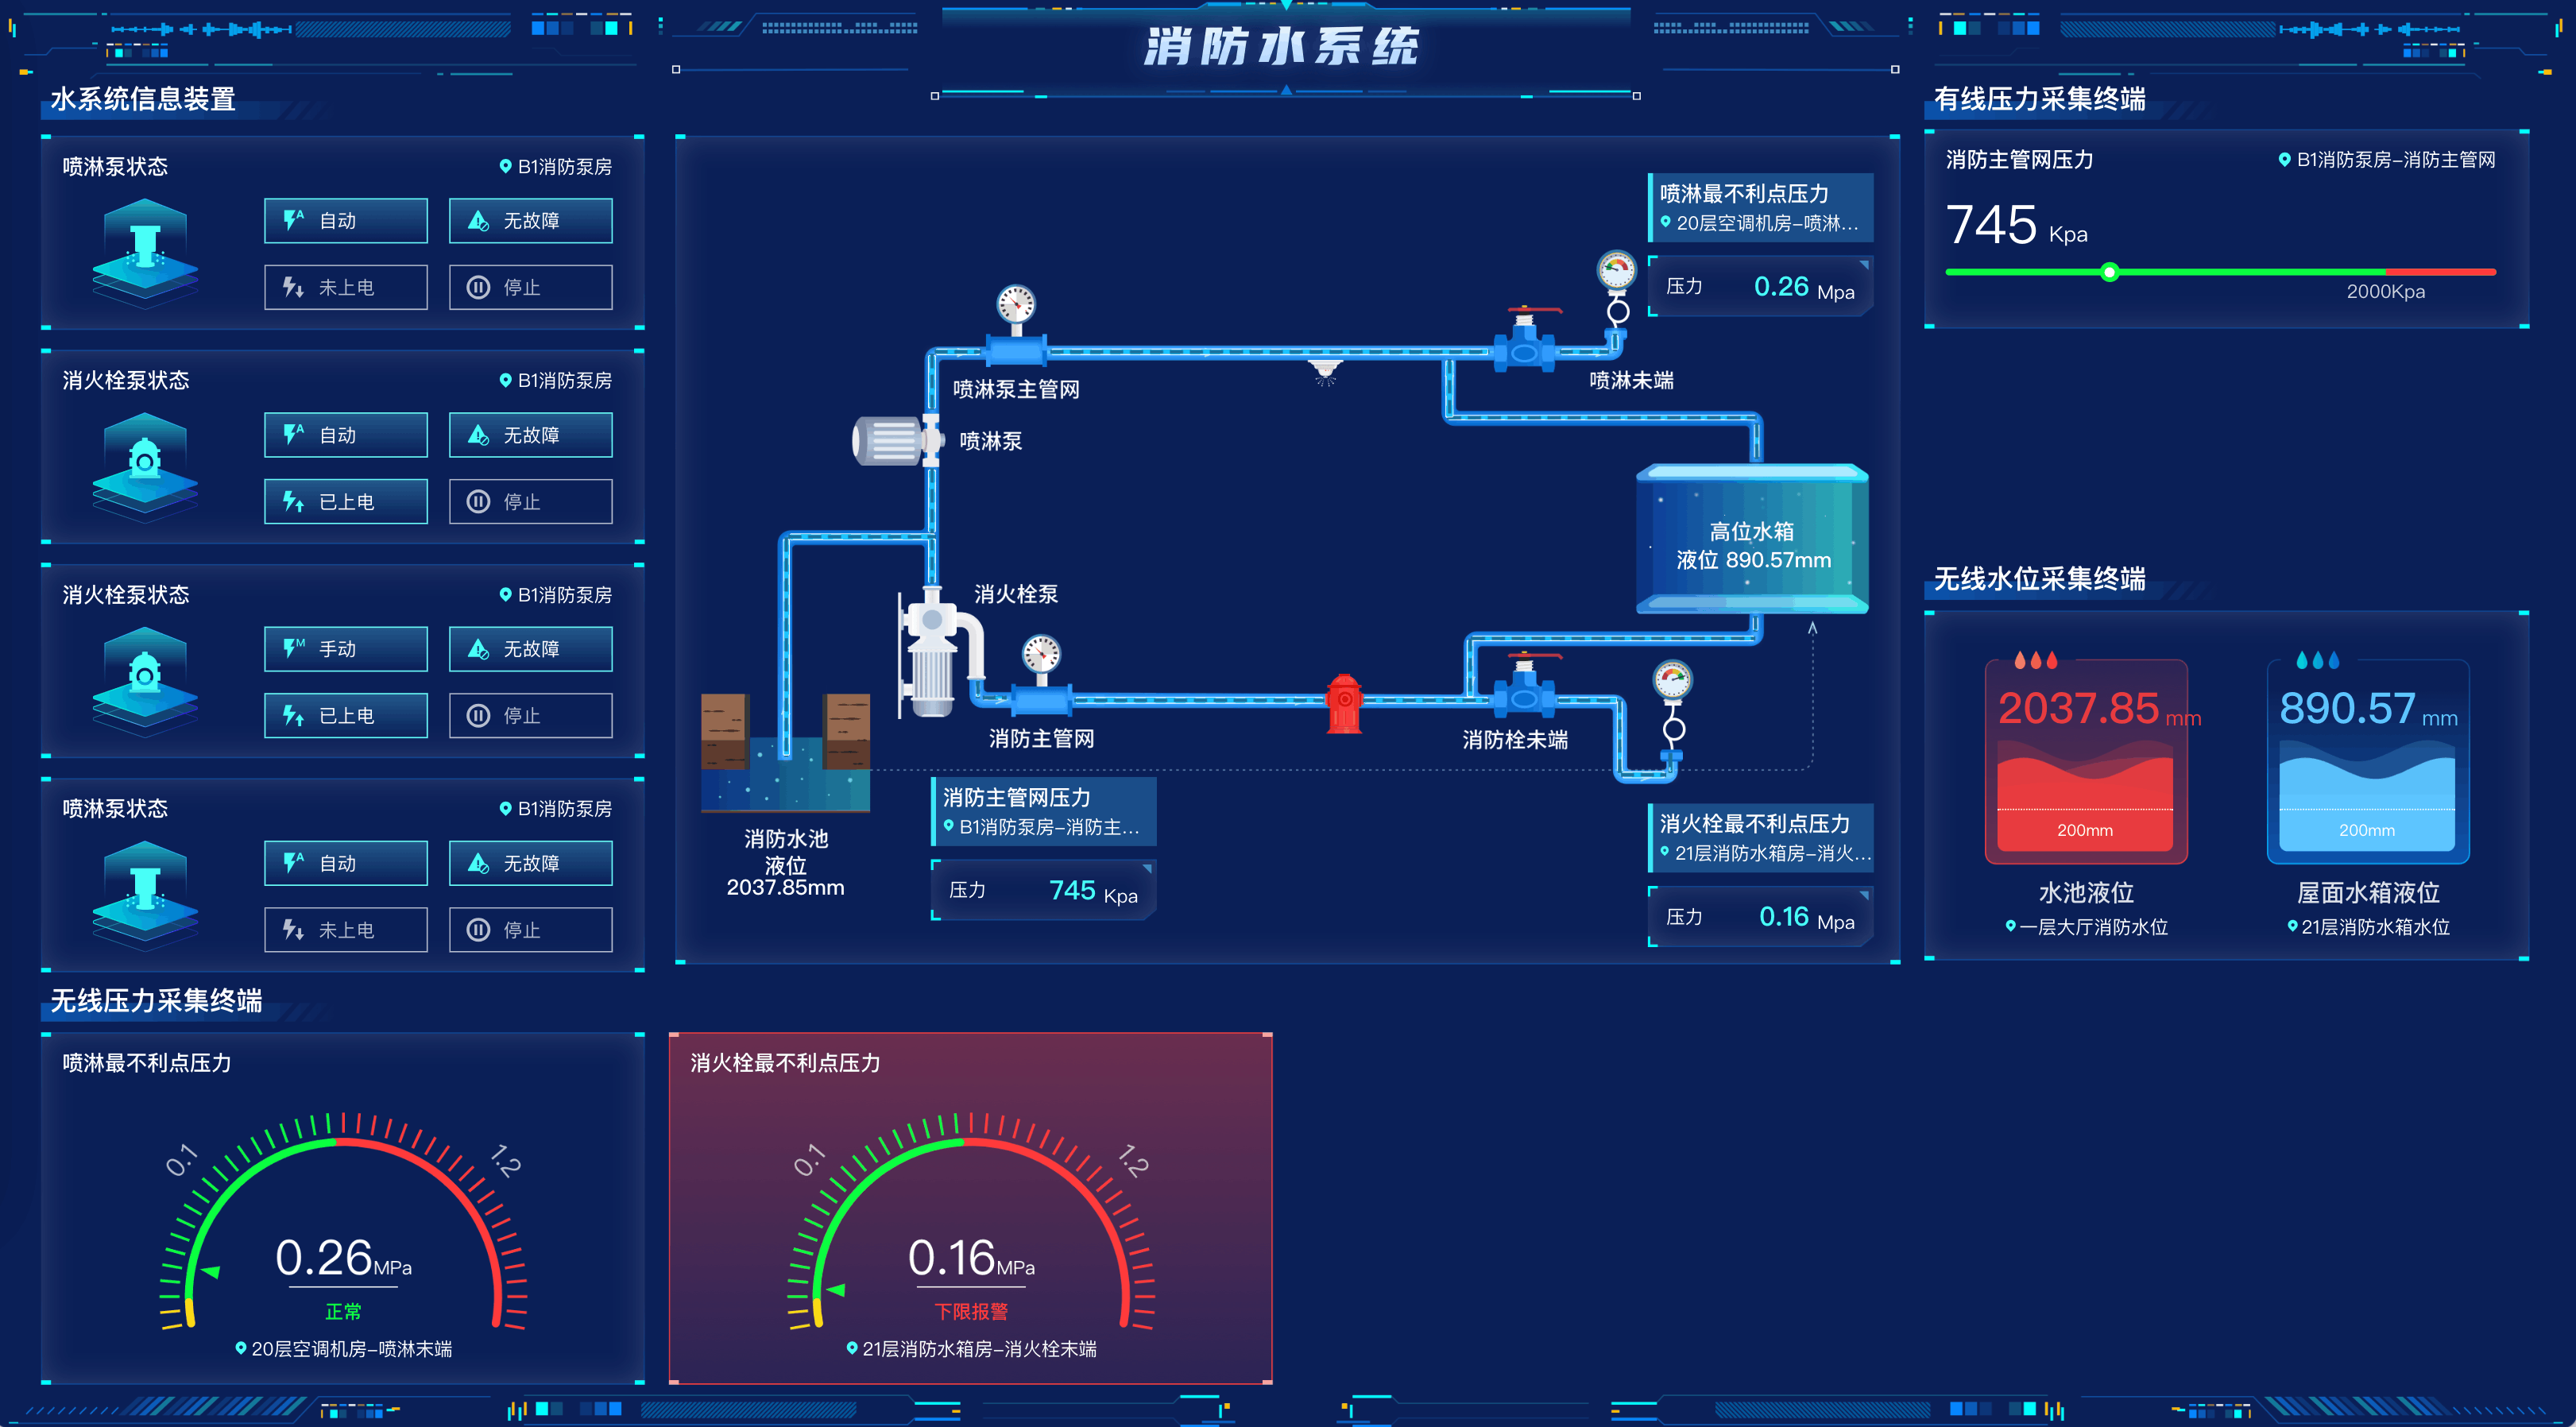 消防水系统
水系统信息装置
喷淋泵状态
B1消防泵房
自动
无故障
未上电
停止
消火栓泵状态
B1消防泵房
自动
无故障
已上电
停止
消火栓泵状态
B1消防泵房
手动
无故障
已上电
停止
喷淋泵状态
B1消防泵房
自动
无故障
未上电
停止
喷淋最不利点压力
20层空调机房-喷淋...
压力 0.26 Mpa
喷淋泵主管网
喷淋未端
喷淋泵
高位水箱
液位 890.57mm
消火栓泵
消防主管网
消防栓未端
消防水池
液位
2037.85mm
消防主管网压力
B1消防泵房-消防主...
压力 745 Kpa
消火栓最不利点压力
21层消防水箱房-消火...
压力 0.16 Mpa
有线压力采集终端
消防主管网压力
B1消防泵房-消防主管网
745 Kpa
2000Kpa
无线水位采集终端
2037.85 mm
200mm
水池液位
一层大厅消防水位
890.57 mm
200mm
屋面水箱液位
21层消防水箱水位
无线压力采集终端
喷淋最不利点压力
0.1
1.2
0.26MPa
正常
20层空调机房-喷淋末端
消火栓最不利点压力
0.1
1.2
0.16MPa
下限报警
21层消防水箱房-消火栓末端